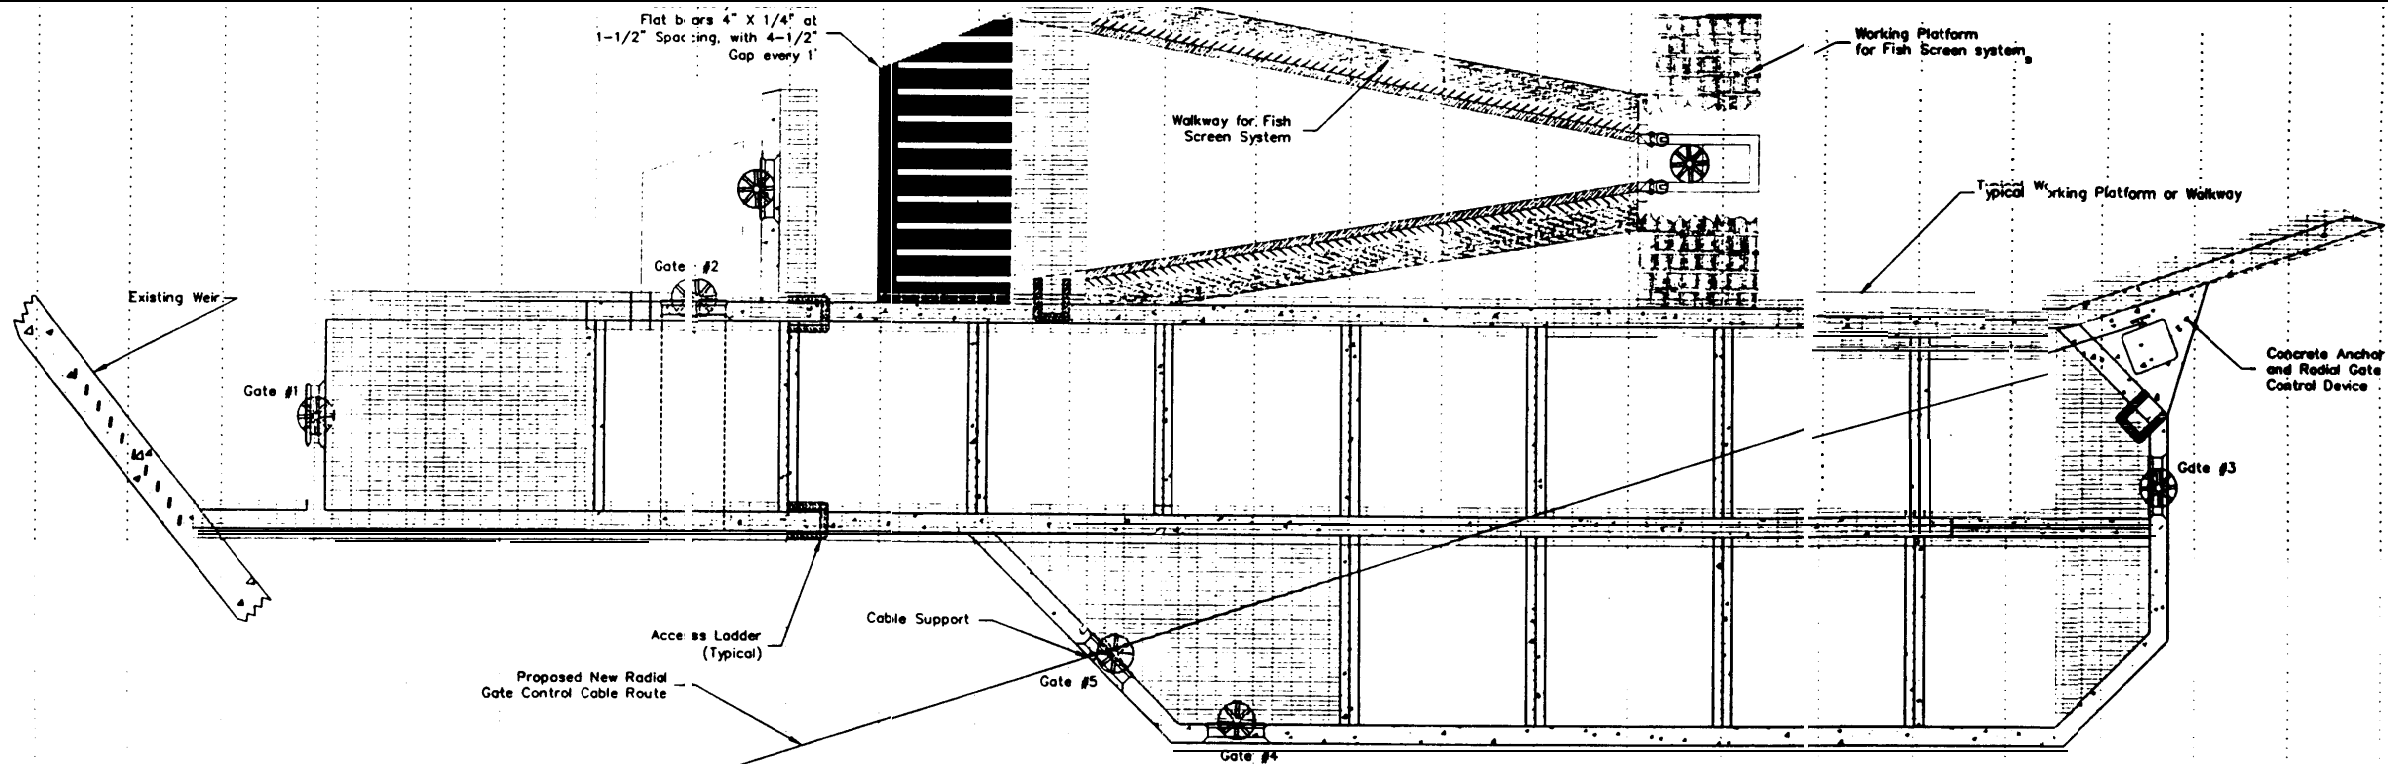 Flat bars 4" X 1/4" at
1-1/2" Spacing, with 4-1/2"
Gap every 1'
Working Platform
for Fish Screen systems
Walkway for Fish
Screen System
Typical Working Platform or Walkway
Gate #2
Existing Weir
Concrete Anchor
and Radial Gate
Control Device
Gate #1
Gate #3
Cable Support
Access Ladder
(Typical)
Proposed New Radial
Gate Control Cable Route
Gate #5
Gate #4